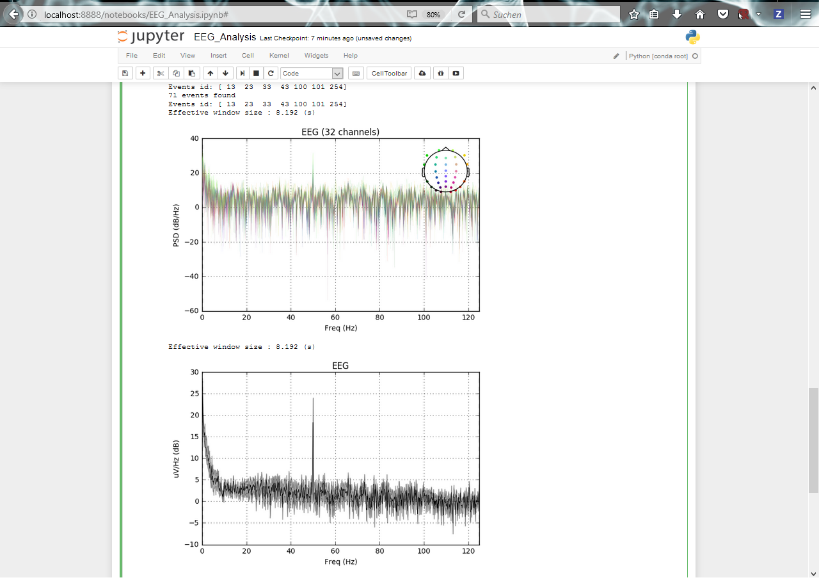 localhost:8888/notebooks/EEG_Analysis.ipynb#
80%
Suchen
Z
jupyter EEG_Analysis Last Checkpoint: 7 minutes ago (unsaved changes)
File Edit View Insert Cell Kernel Widgets Help
Python [conda root]
Code
CellToolbar
Events id: [ 13 23 33 43 100 101 254]
71 events found
Events id: [ 13 23 33 43 100 101 254]
Effective window size : 8.192 (s)
EEG (32 channels)
40
20
0
−20
−40
−60
PSD (dB/Hz)
0 20 40 60 80 100 120
Freq (Hz)
Effective window size : 8.192 (s)
EEG
30
25
20
15
10
5
0
−5
−10
uV/Hz (dB)
0 20 40 60 80 100 120
Freq (Hz)